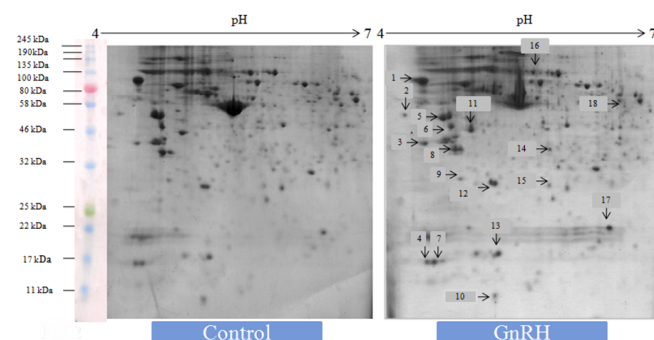 pH
pH
4
7
4
7
245 kDa
190kDa
135 kDa
100 kDa
80 kDa
58 kDa
46 kDa
32 kDa
25 kDa
22 kDa
17 kDa
11 kDa
16
1
2
11
18
5
6
3
8
14
9
12
15
17
13
4
7
10
Control
GnRH